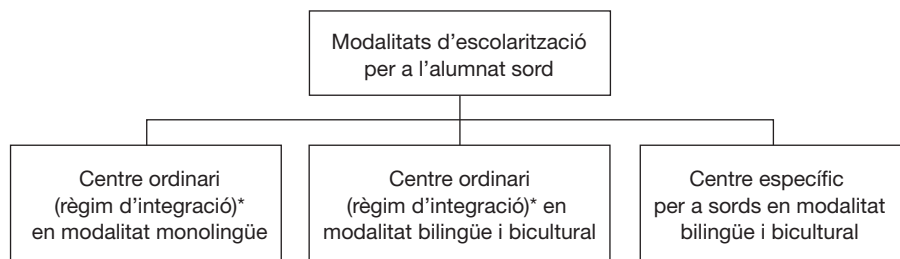 Modalitats d’escolarització
per a l’alumnat sord
Centre ordinari
(règim d’integració)*
en modalitat monolingüe
Centre ordinari
(règim d’integració)* en
modalitat bilingüe i bicultural
Centre específic
per a sords en modalitat
bilingüe i bicultural